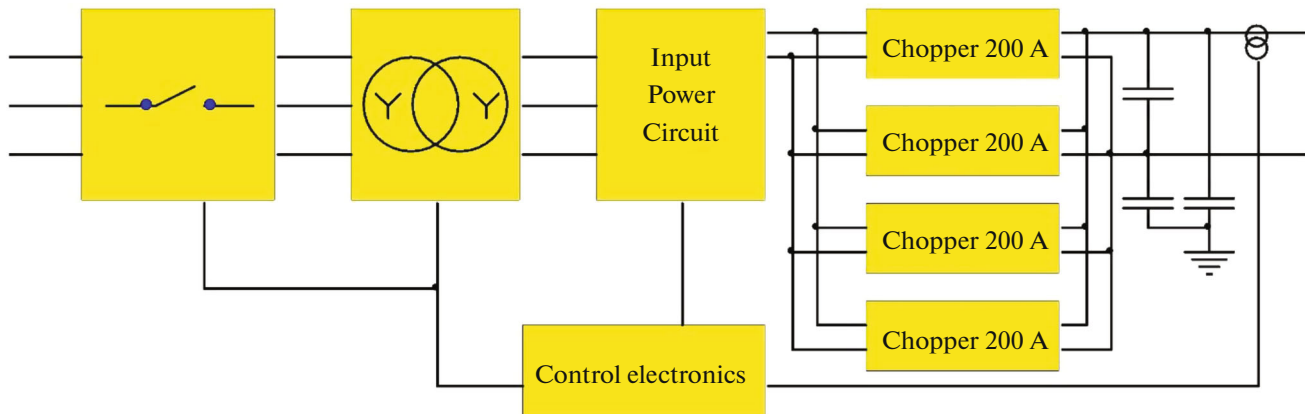 Input
Power
Circuit
Chopper 200 A
Chopper 200 A
Chopper 200 A
Chopper 200 A
Control electronics